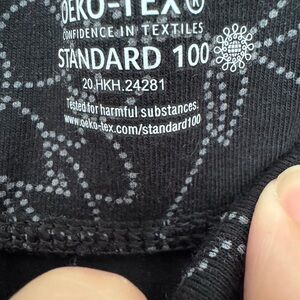 OEKO-TEX®
CONFIDENCE IN TEXTILES
STANDARD 100
20.HKH.24281
Tested for harmful substances.
www.oeko-tex.com/standard100